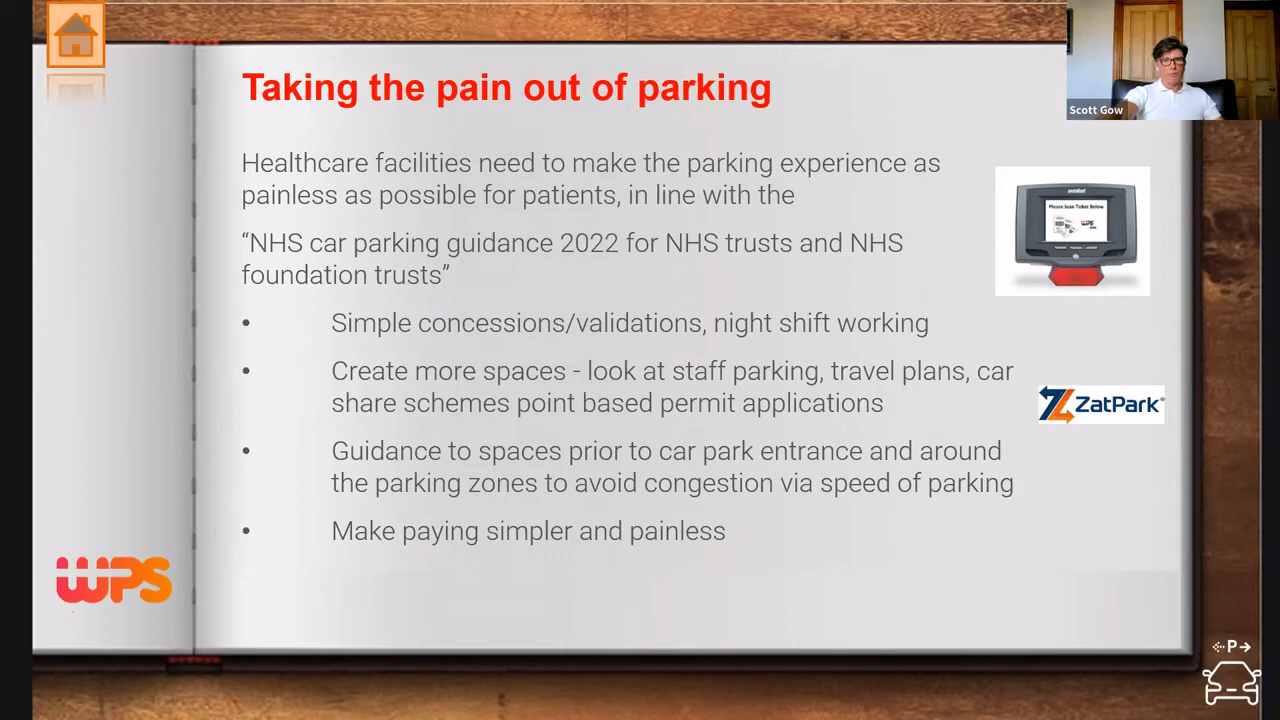 Taking the pain out of parking
Scott Gow
Healthcare facilities need to make the parking experience as
painless as possible for patients, in line with the
“NHS car parking guidance 2022 for NHS trusts and NHS
foundation trusts”
Please Scan Ticket Below
• Simple concessions/validations, night shift working
• Create more spaces - look at staff parking, travel plans, car
share schemes point based permit applications
ZatPark®
• Guidance to spaces prior to car park entrance and around
the parking zones to avoid congestion via speed of parking
• Make paying simpler and painless
WPS
P